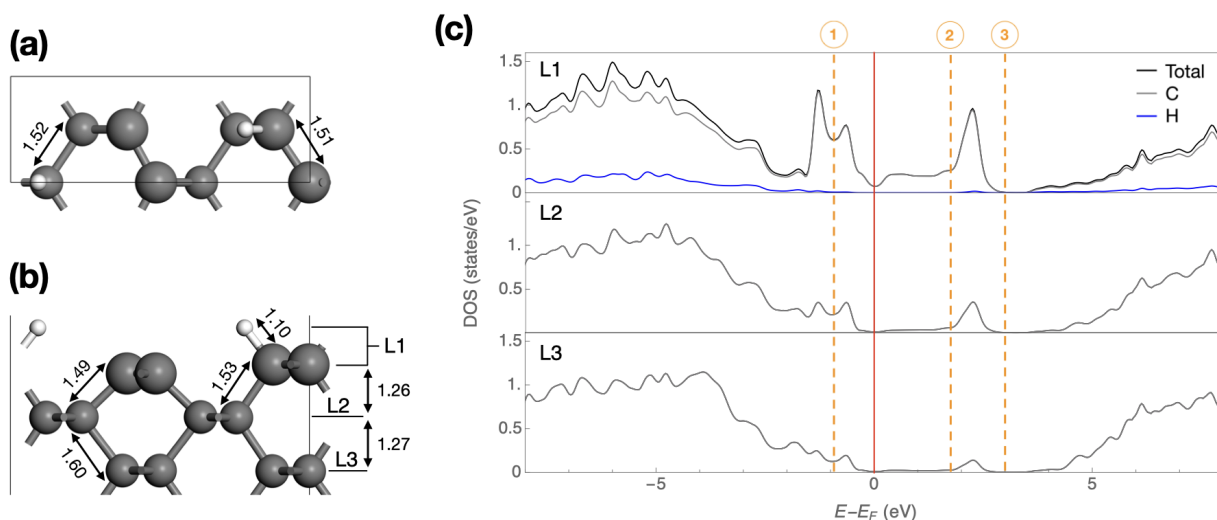 (a)
1.52
1.51
c
(b)
1.10
L1
1.49
1.53
1.26
L2
1.27
1.60
L3
(c)
1 2 3
1.5
L1
Total
C
H
1.
0.5
0
L2
1.
0.5
0
L3
1.5
1.
0.5
0
DOS (states/eV)
−5 0 5
E−EF (eV)